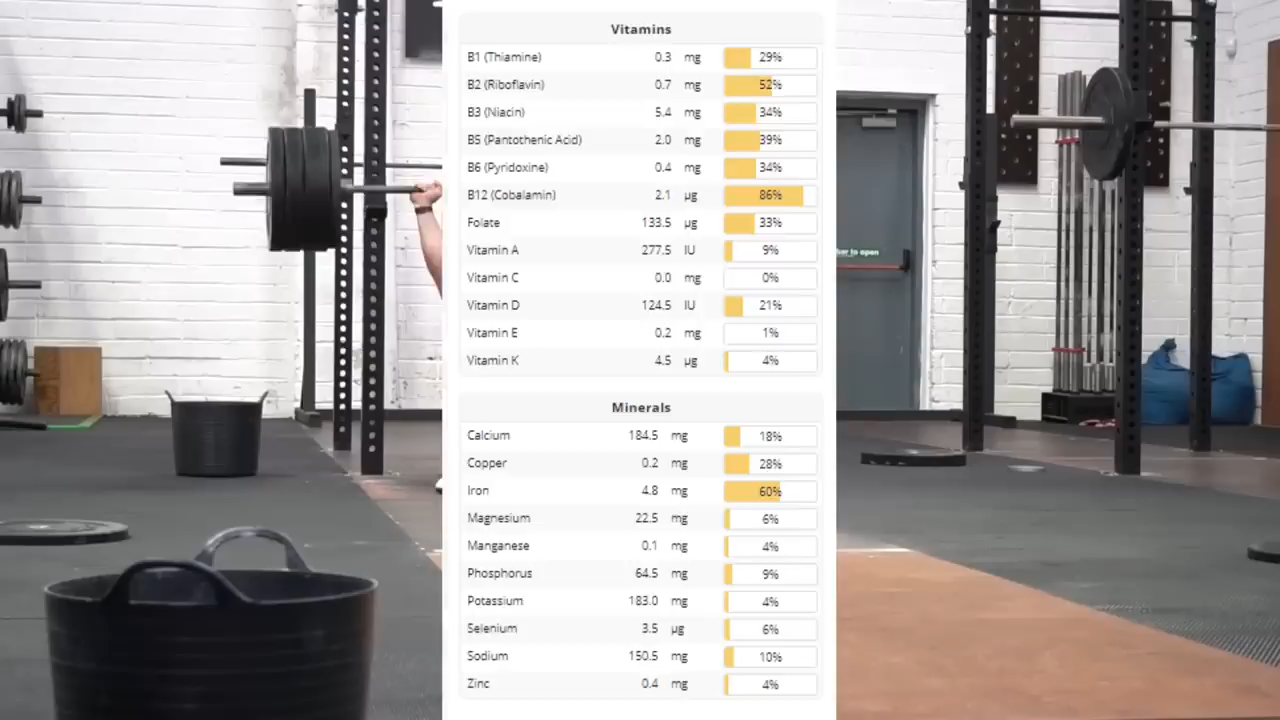 Vitamins
B1 (Thiamine) 0.3 mg 29%
B2 (Riboflavin) 0.7 mg 52%
B3 (Niacin) 5.4 mg 34%
B5 (Pantothenic Acid) 2.0 mg 39%
B6 (Pyridoxine) 0.4 mg 34%
B12 (Cobalamin) 2.1 µg 86%
Folate 133.5 µg 33%
Vitamin A 277.5 IU 9%
Vitamin C 0.0 mg 0%
Vitamin D 124.5 IU 21%
Vitamin E 0.2 mg 1%
Vitamin K 4.5 µg 4%
Minerals
Calcium 184.5 mg 18%
Copper 0.2 mg 28%
Iron 4.8 mg 60%
Magnesium 22.5 mg 6%
Manganese 0.1 mg 4%
Phosphorus 64.5 mg 9%
Potassium 183.0 mg 4%
Selenium 3.5 µg 6%
Sodium 150.5 mg 10%
Zinc 0.4 mg 4%
to open